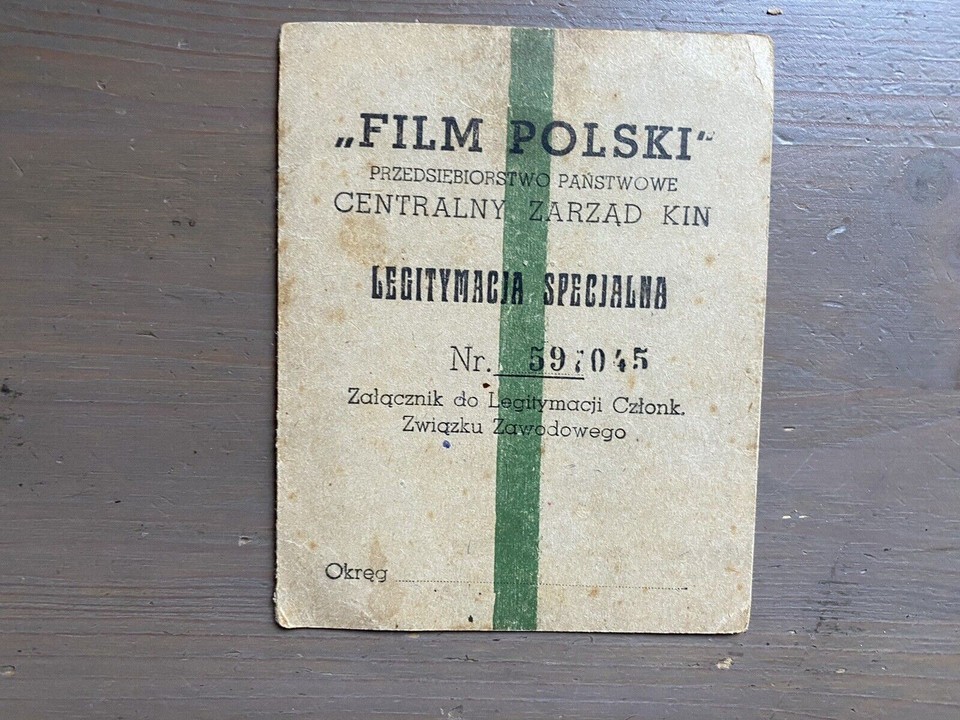 „FILM POLSKI"
PRZEDSIĘBIORSTWO PAŃSTWOWE
CENTRALNY ZARZĄD KIN
LEGITYMACJA SPECJALNA
Nr. 597045
Załącznik do Legitymacji Członk.
Związku Zawodowego
Okręg